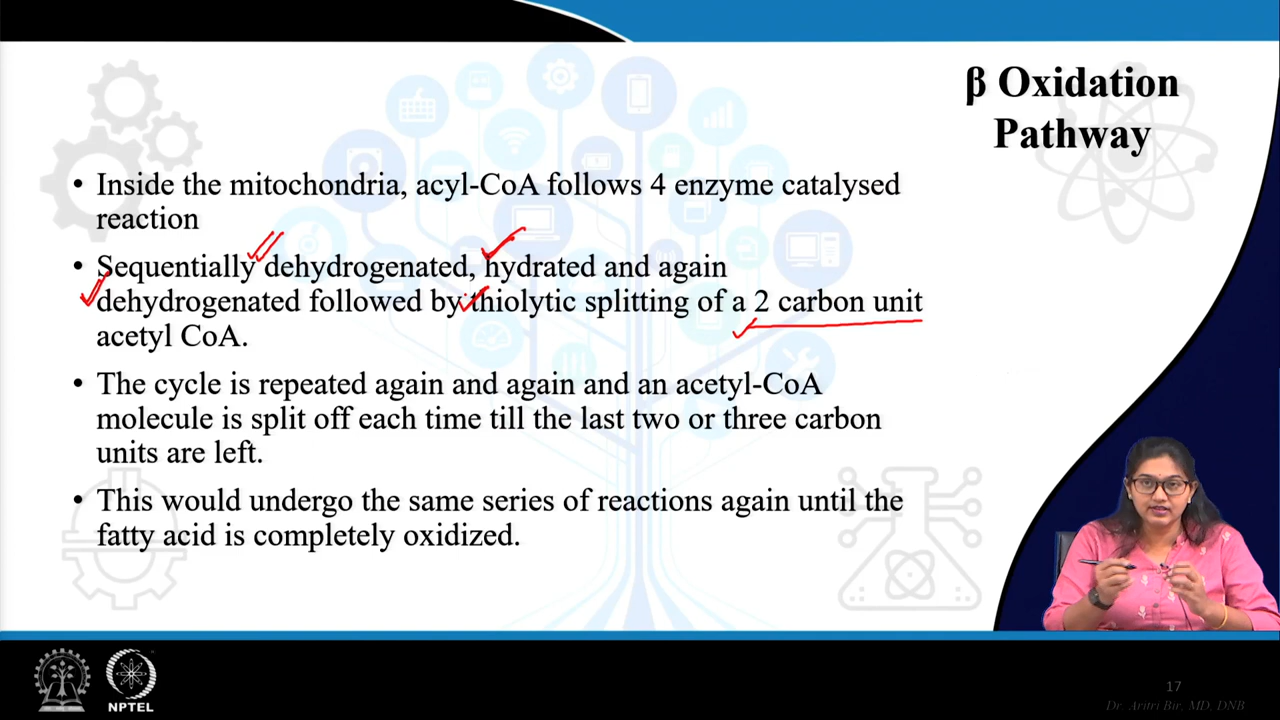 β Oxidation
Pathway
• Inside the mitochondria, acyl-CoA follows 4 enzyme catalysed
reaction
• Sequentially dehydrogenated, hydrated and again
dehydrogenated followed by thiolytic splitting of a 2 carbon unit
acetyl CoA.
• The cycle is repeated again and again and an acetyl-CoA
molecule is split off each time till the last two or three carbon
units are left.
• This would undergo the same series of reactions again until the
fatty acid is completely oxidized.
NPTEL
17
Dr. Aritri Bir, MD, DNB